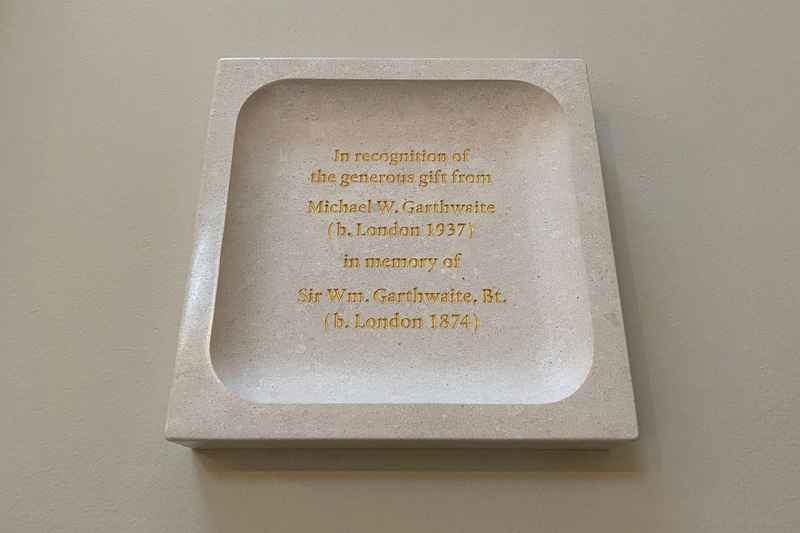 In recognition of
the generous gift from
Michael W. Garthwaite
(b. London 1937)
in memory of
Sir Wm. Garthwaite, Bt.
(b. London 1874)